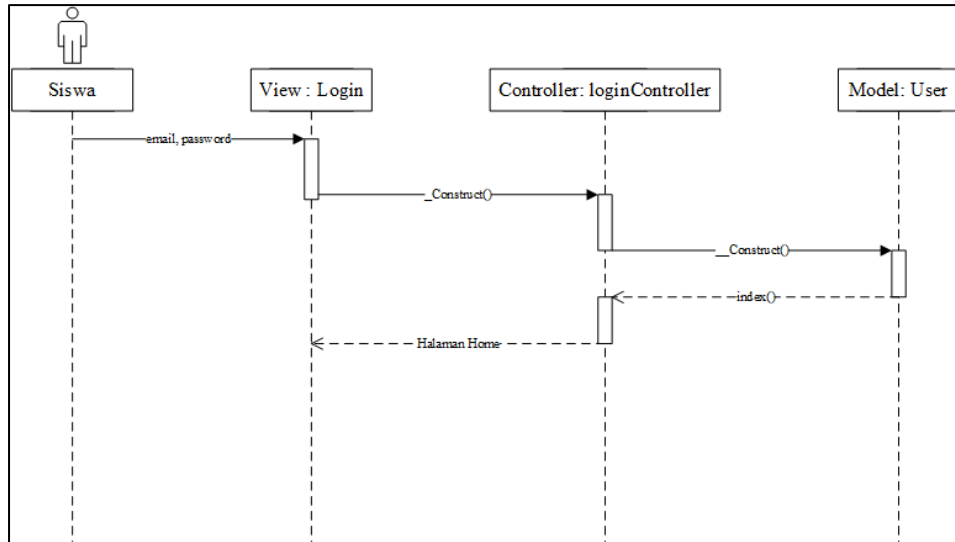 Siswa
View : Login
Controller: loginController
Model: User
email, password
_Construct()
__Construct()
index()
Halaman Home